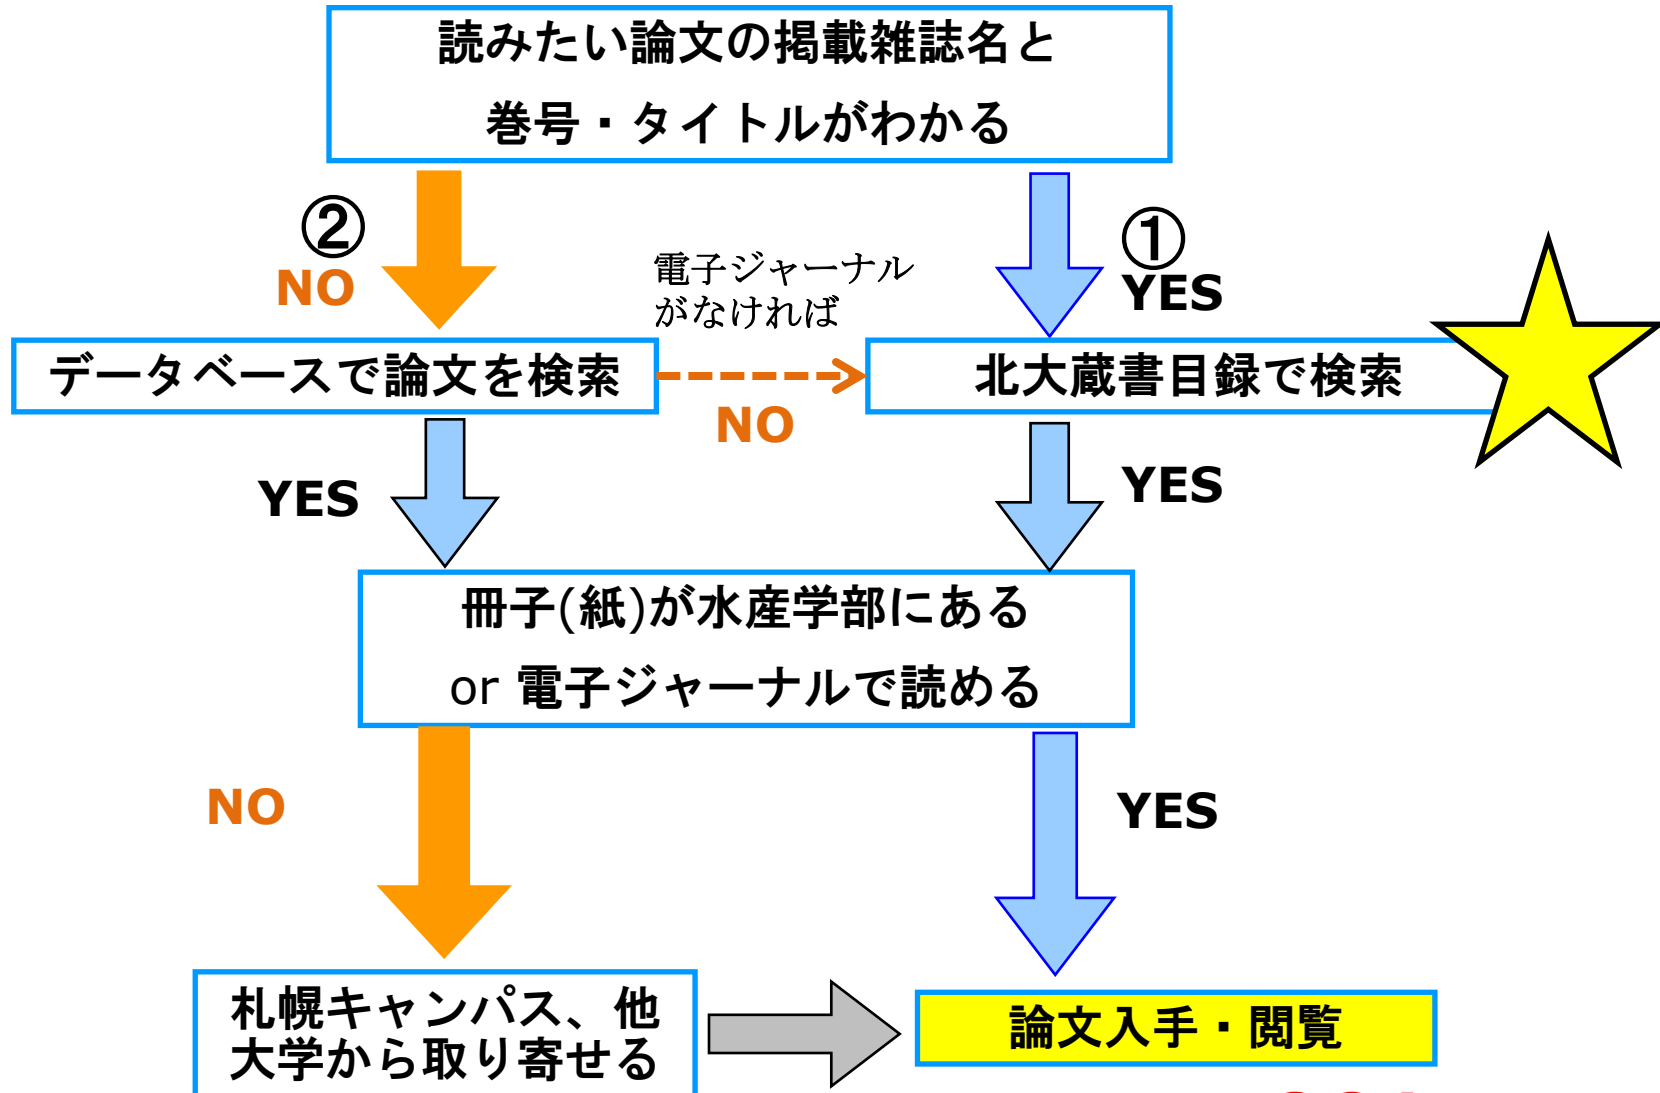 読みたい論文の掲載雑誌名と
巻号・タイトルがわかる
②
NO
①
YES
電子ジャーナル
がなければ
データベースで論文を検索
NO
北大蔵書目録で検索
YES
YES
冊子(紙)が水産学部にある
or 電子ジャーナルで読める
NO
YES
札幌キャンパス、他
大学から取り寄せる
論文入手・閲覧